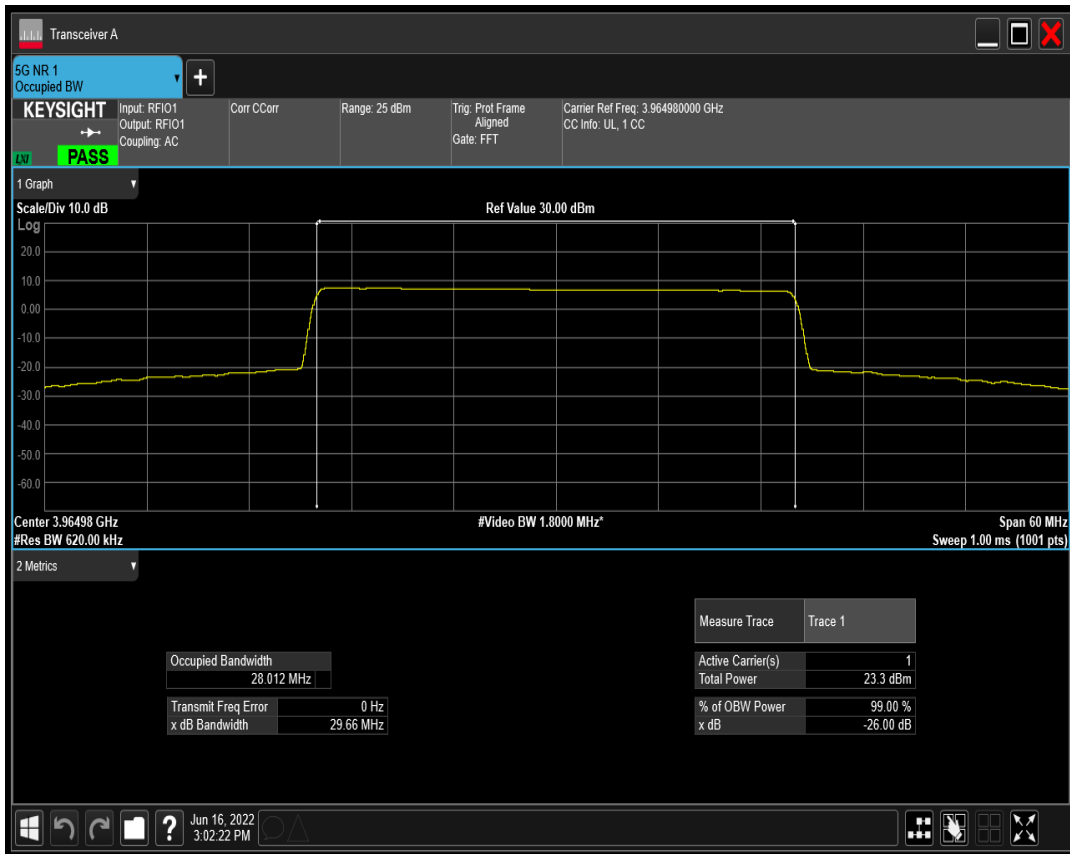 Transceiver A
5G NR 1
Occupied BW
+
KEYSIGHT
LXI
PASS
Input: RFIO1
Output: RFIO1
Coupling: AC
Corr CCorr
Range: 25 dBm
Trig: Prot Frame
Aligned
Gate: FFT
Carrier Ref Freq: 3.964980000 GHz
CC Info: UL, 1 CC
1 Graph
Scale/Div 10.0 dB
Ref Value 30.00 dBm
Log
20.0
10.0
0.00
-10.0
-20.0
-30.0
-40.0
-50.0
-60.0
Center 3.96498 GHz
#Video BW 1.8000 MHz*
Span 60 MHz
#Res BW 620.00 kHz
Sweep 1.00 ms (1001 pts)
2 Metrics
Measure Trace Trace 1
Occupied Bandwidth
28.012 MHz
Active Carrier(s) 1
Total Power 23.3 dBm
Transmit Freq Error 0 Hz
x dB Bandwidth 29.66 MHz
% of OBW Power 99.00 %
x dB -26.00 dB
?
Jun 16, 2022
3:02:22 PM